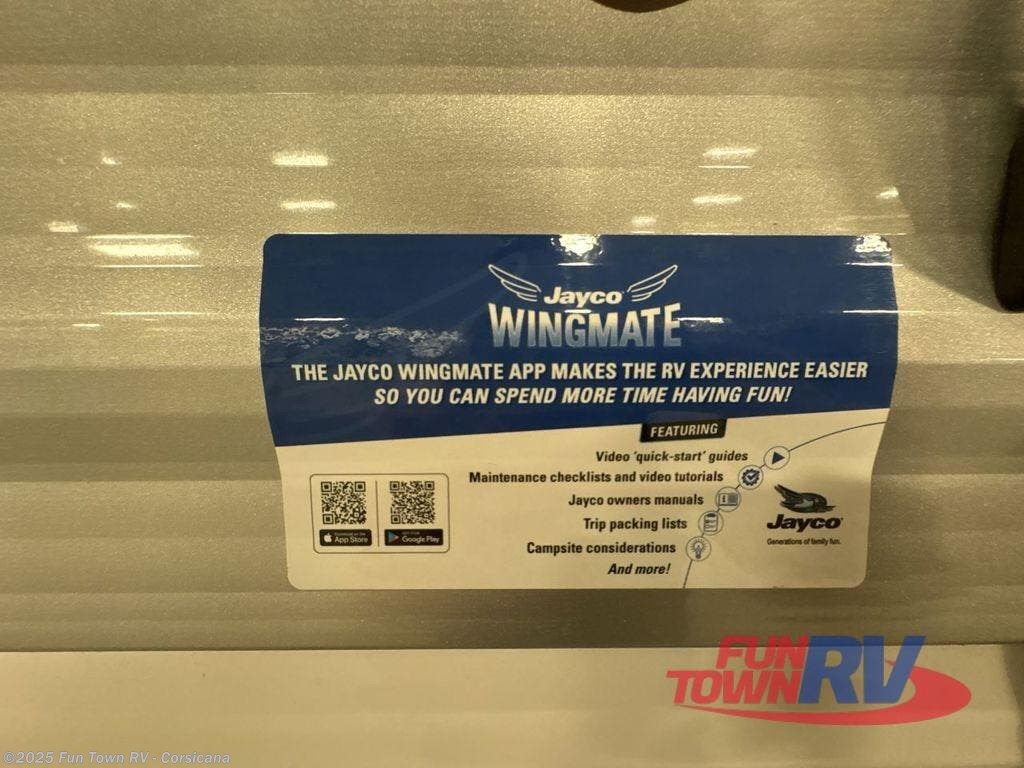 Jayco
WINGMATE
THE JAYCO WINGMATE APP MAKES THE RV EXPERIENCE EASIER
SO YOU CAN SPEND MORE TIME HAVING FUN!
FEATURING
Video 'quick-start' guides
Maintenance checklists and video tutorials
Jayco owners manuals
Trip packing lists
Campsite considerations
And more!
App Store
Google Play
Jayco
Generations of family fun.
FUN
TOWN RV
©2025 Fun Town RV - Corsicana